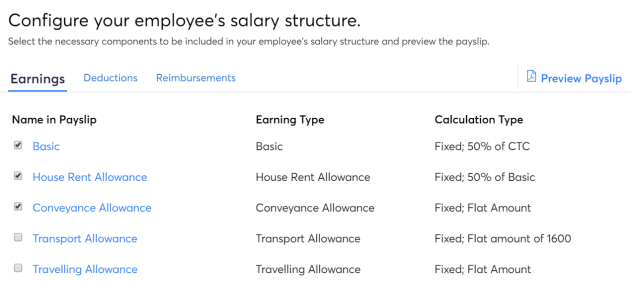 Configure your employee's salary structure.
Select the necessary components to be included in your employee's salary structure and preview the payslip.
Earnings Deductions Reimbursements Preview Payslip
Name in Payslip Earning Type Calculation Type
Basic Basic Fixed; 50% of CTC
House Rent Allowance House Rent Allowance Fixed; 50% of Basic
Conveyance Allowance Conveyance Allowance Fixed; Flat Amount
Transport Allowance Transport Allowance Fixed; Flat amount of 1600
Travelling Allowance Travelling Allowance Fixed; Flat Amount